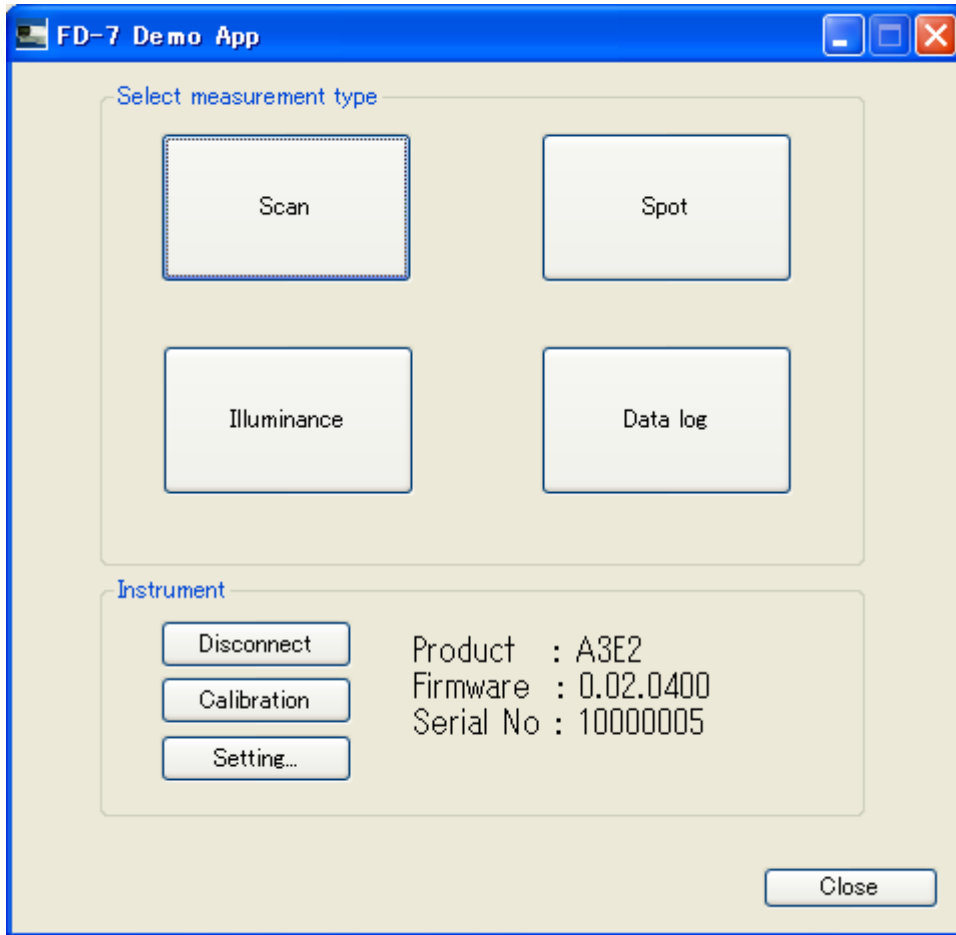 FD-7 Demo App
Select measurement type
Scan
Spot
Illuminance
Data log
Instrument
Disconnect
Calibration
Setting...
Product : A3E2
Firmware : 0.02.0400
Serial No : 10000005
Close